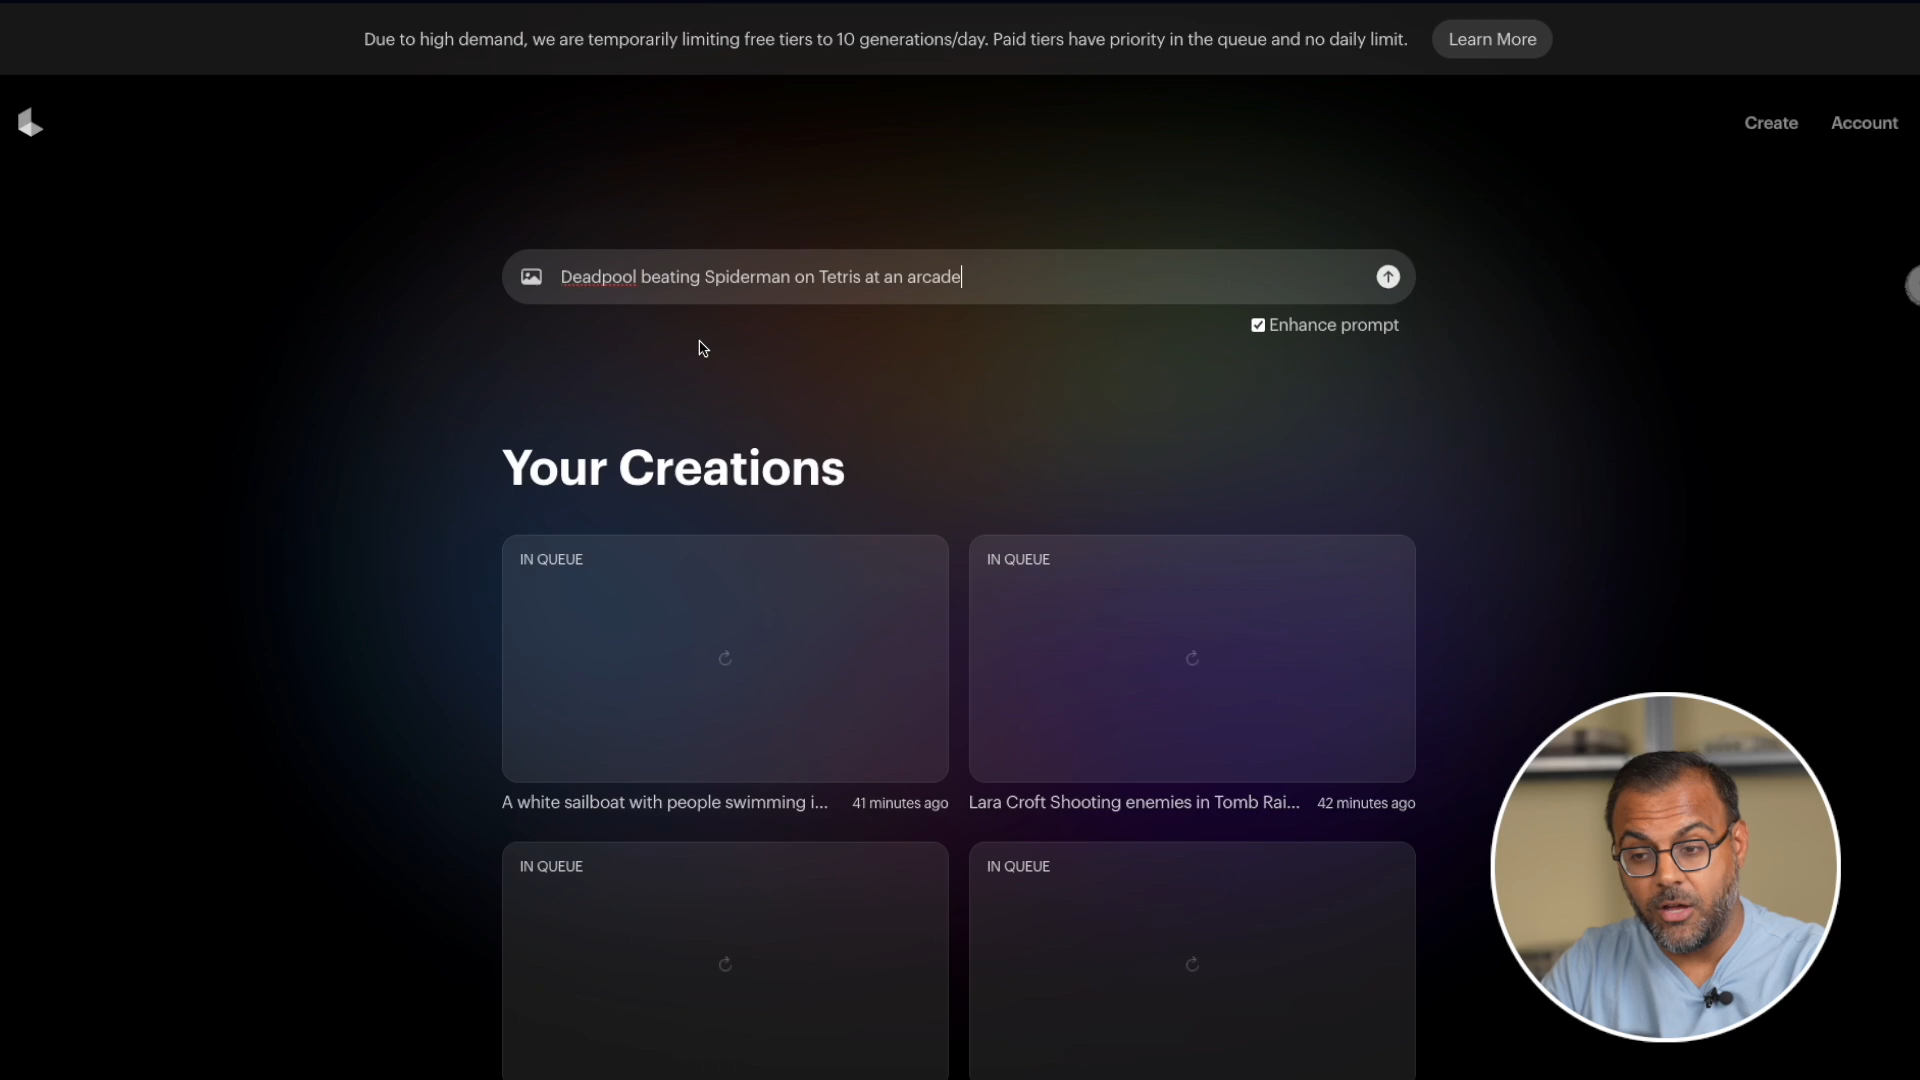 Due to high demand, we are temporarily limiting free tiers to 10 generations/day. Paid tiers have priority in the queue and no daily limit.
Learn More
Create
Account
Deadpool beating Spiderman on Tetris at an arcade
Enhance prompt
Your Creations
IN QUEUE
IN QUEUE
A white sailboat with people swimming i... 41 minutes ago
Lara Croft Shooting enemies in Tomb Rai... 42 minutes ago
IN QUEUE
IN QUEUE